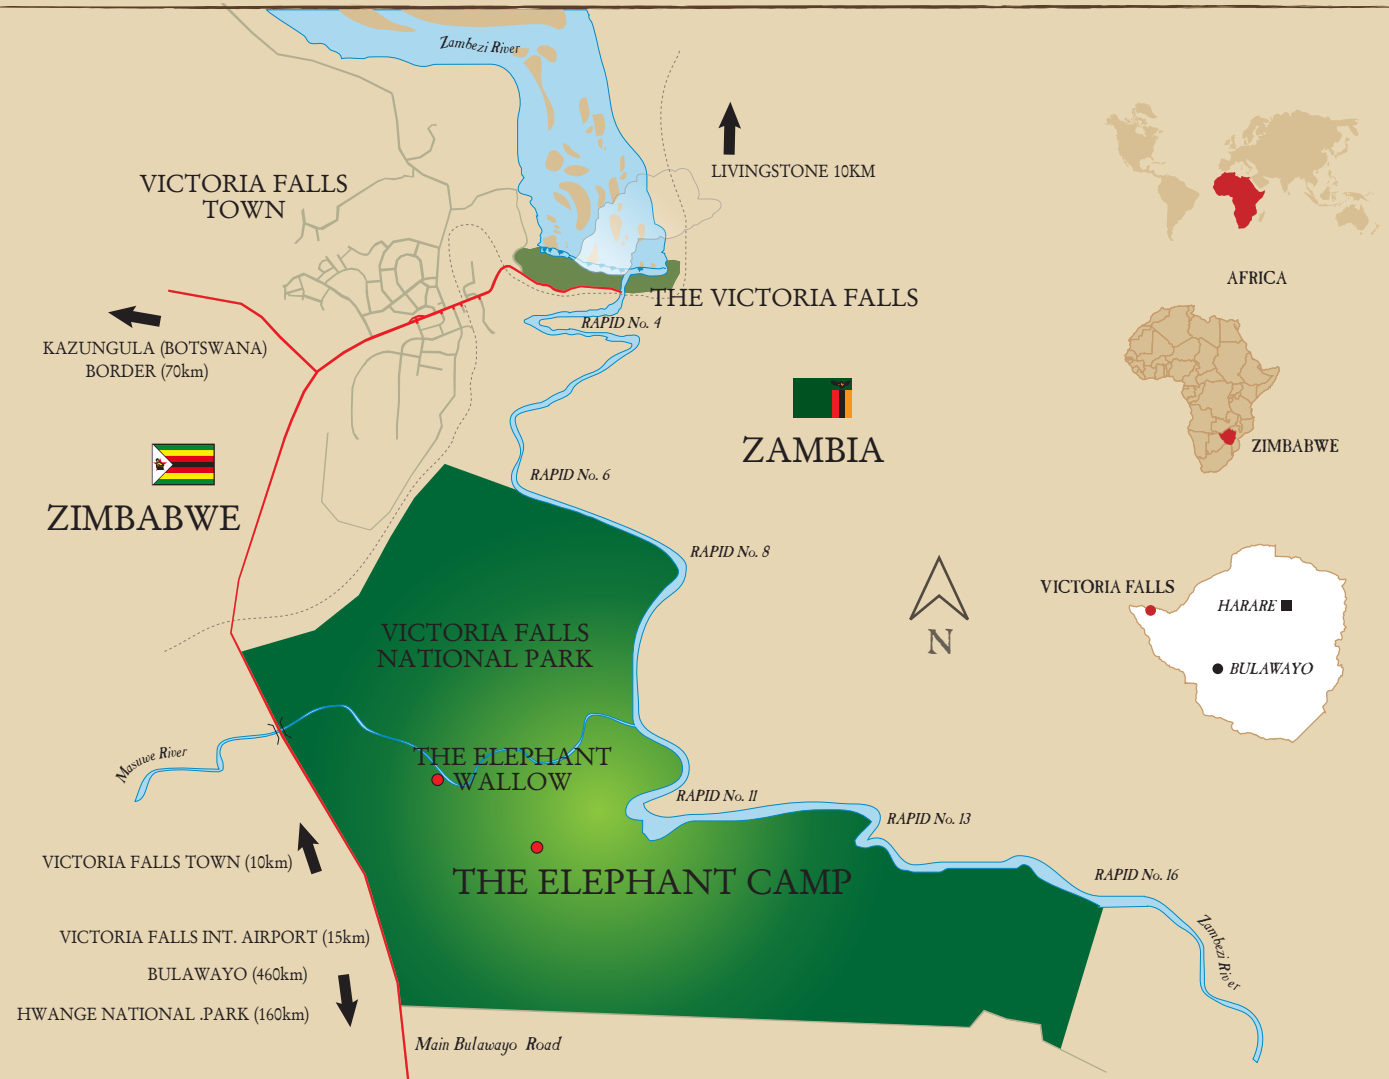 Zambezi River
LIVINGSTONE 10KM
VICTORIA FALLS
TOWN
AFRICA
THE VICTORIA FALLS
RAPID No. 4
KAZUNGULA (BOTSWANA)
BORDER (70km)
ZIMBABWE
ZAMBIA
RAPID No. 6
ZIMBABWE
RAPID No. 8
VICTORIA FALLS
HARARE
BULAWAYO
N
VICTORIA FALLS
NATIONAL PARK
Masuwe River
THE ELEPHANT
WALLOW
RAPID No. 11
RAPID No. 13
VICTORIA FALLS TOWN (10km)
THE ELEPHANT CAMP
RAPID No. 16
VICTORIA FALLS INT. AIRPORT (15km)
BULAWAYO (460km)
HWANGE NATIONAL .PARK (160km)
Zambezi River
Main Bulawayo Road